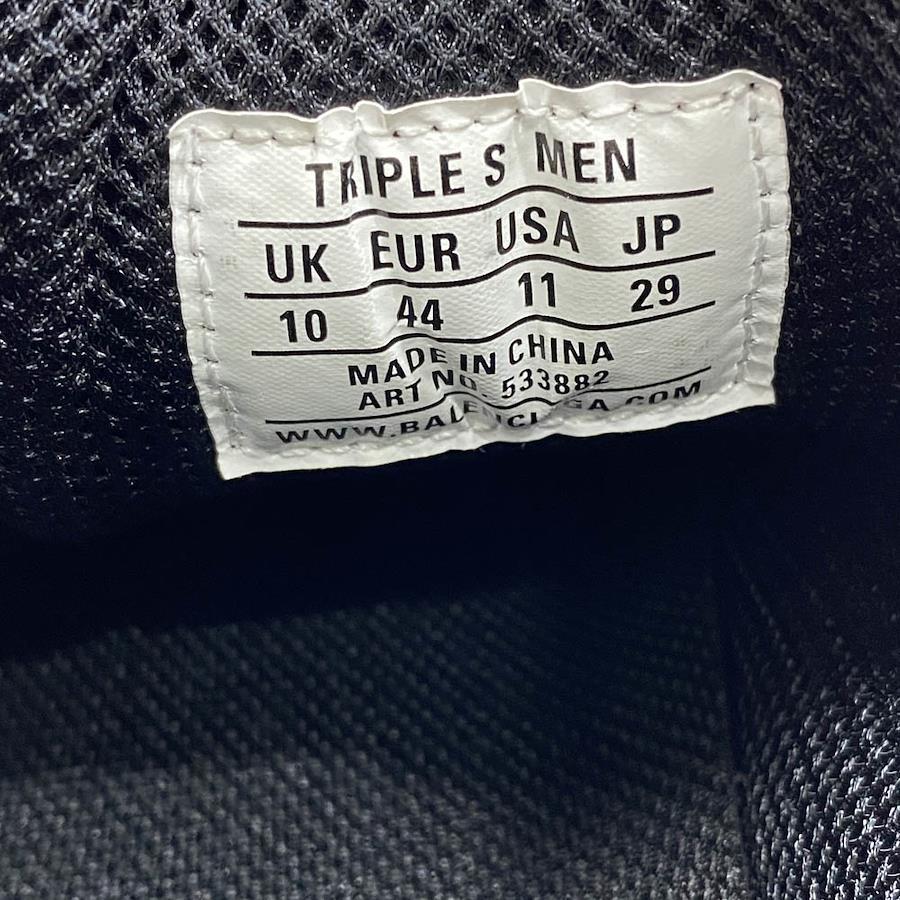 TRIPLE S MEN
UK EUR USA JP
10 44 11 29
MADE IN CHINA
ART NO. 533882
WWW.BALENCIAGA.COM